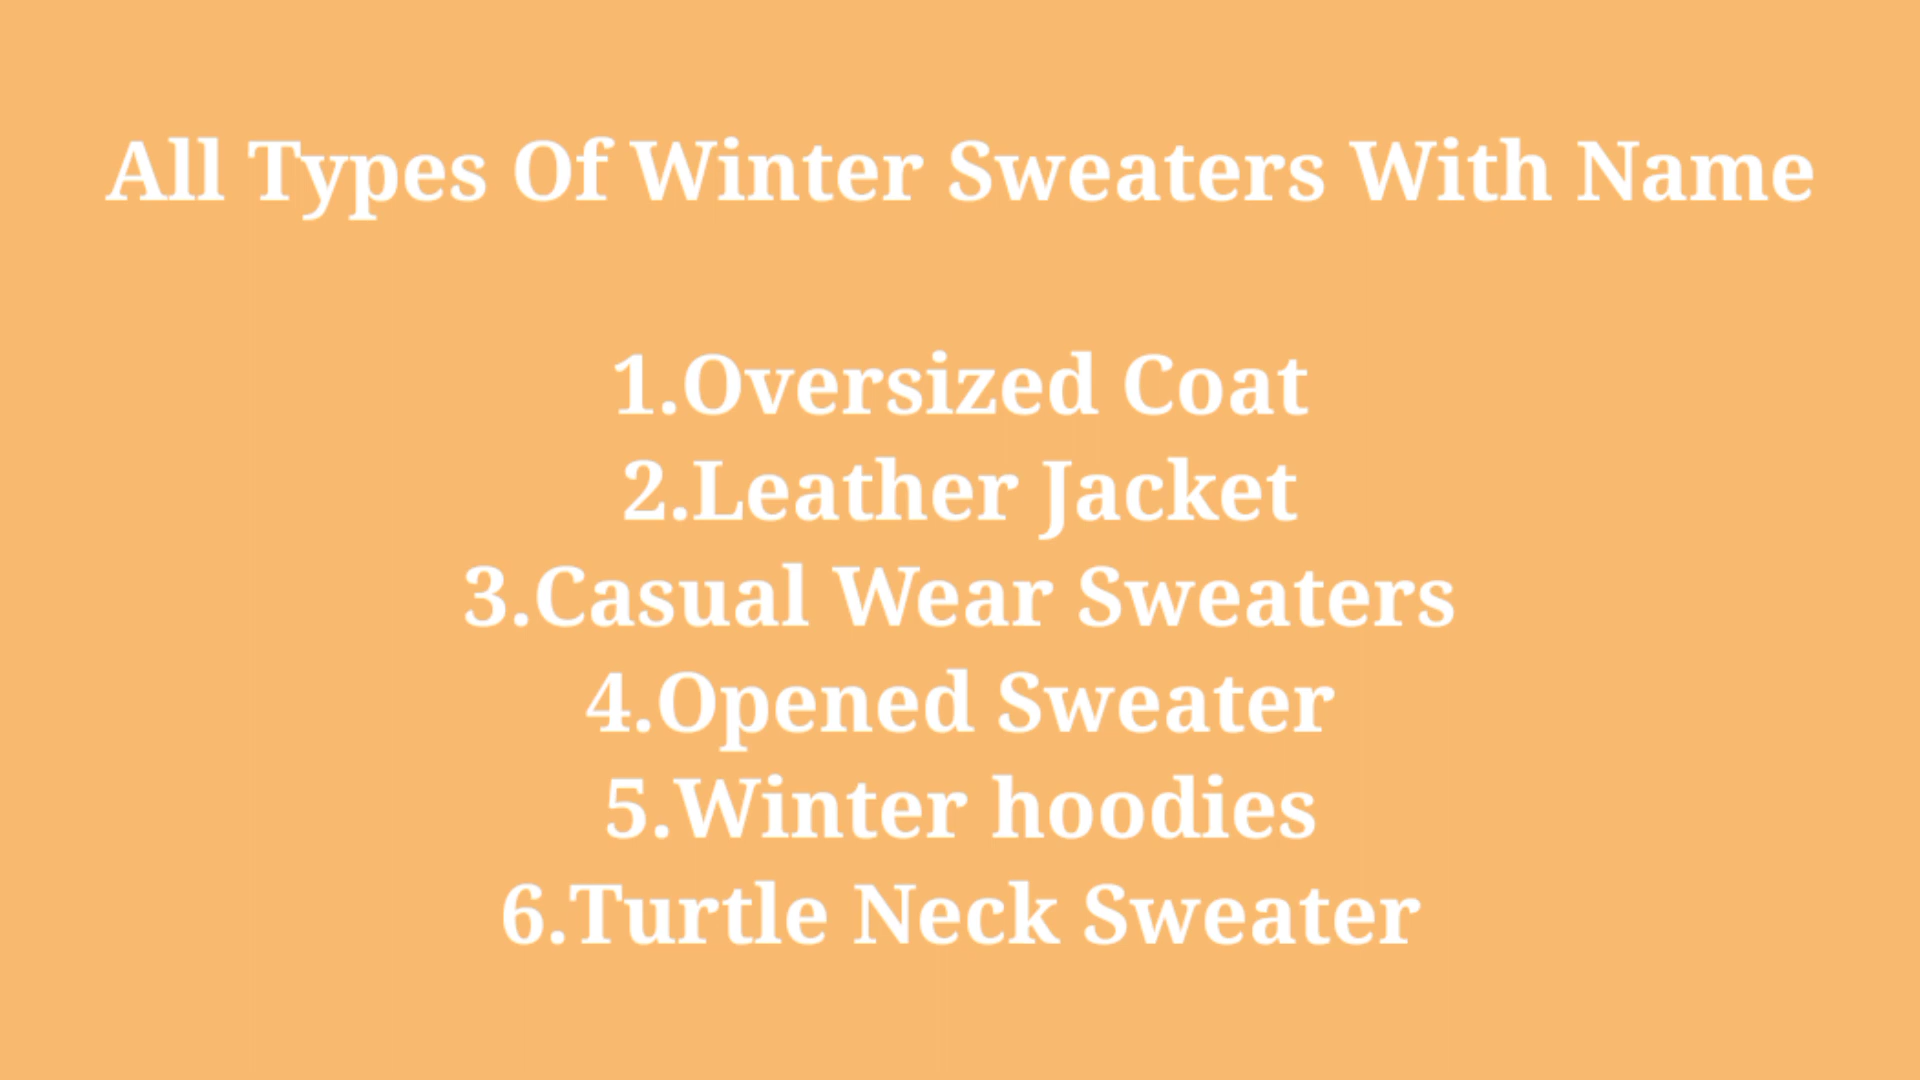 All Types Of Winter Sweaters With Name
1.Oversized Coat
2.Leather Jacket
3.Casual Wear Sweaters
4.Opened Sweater
5.Winter hoodies
6.Turtle Neck Sweater